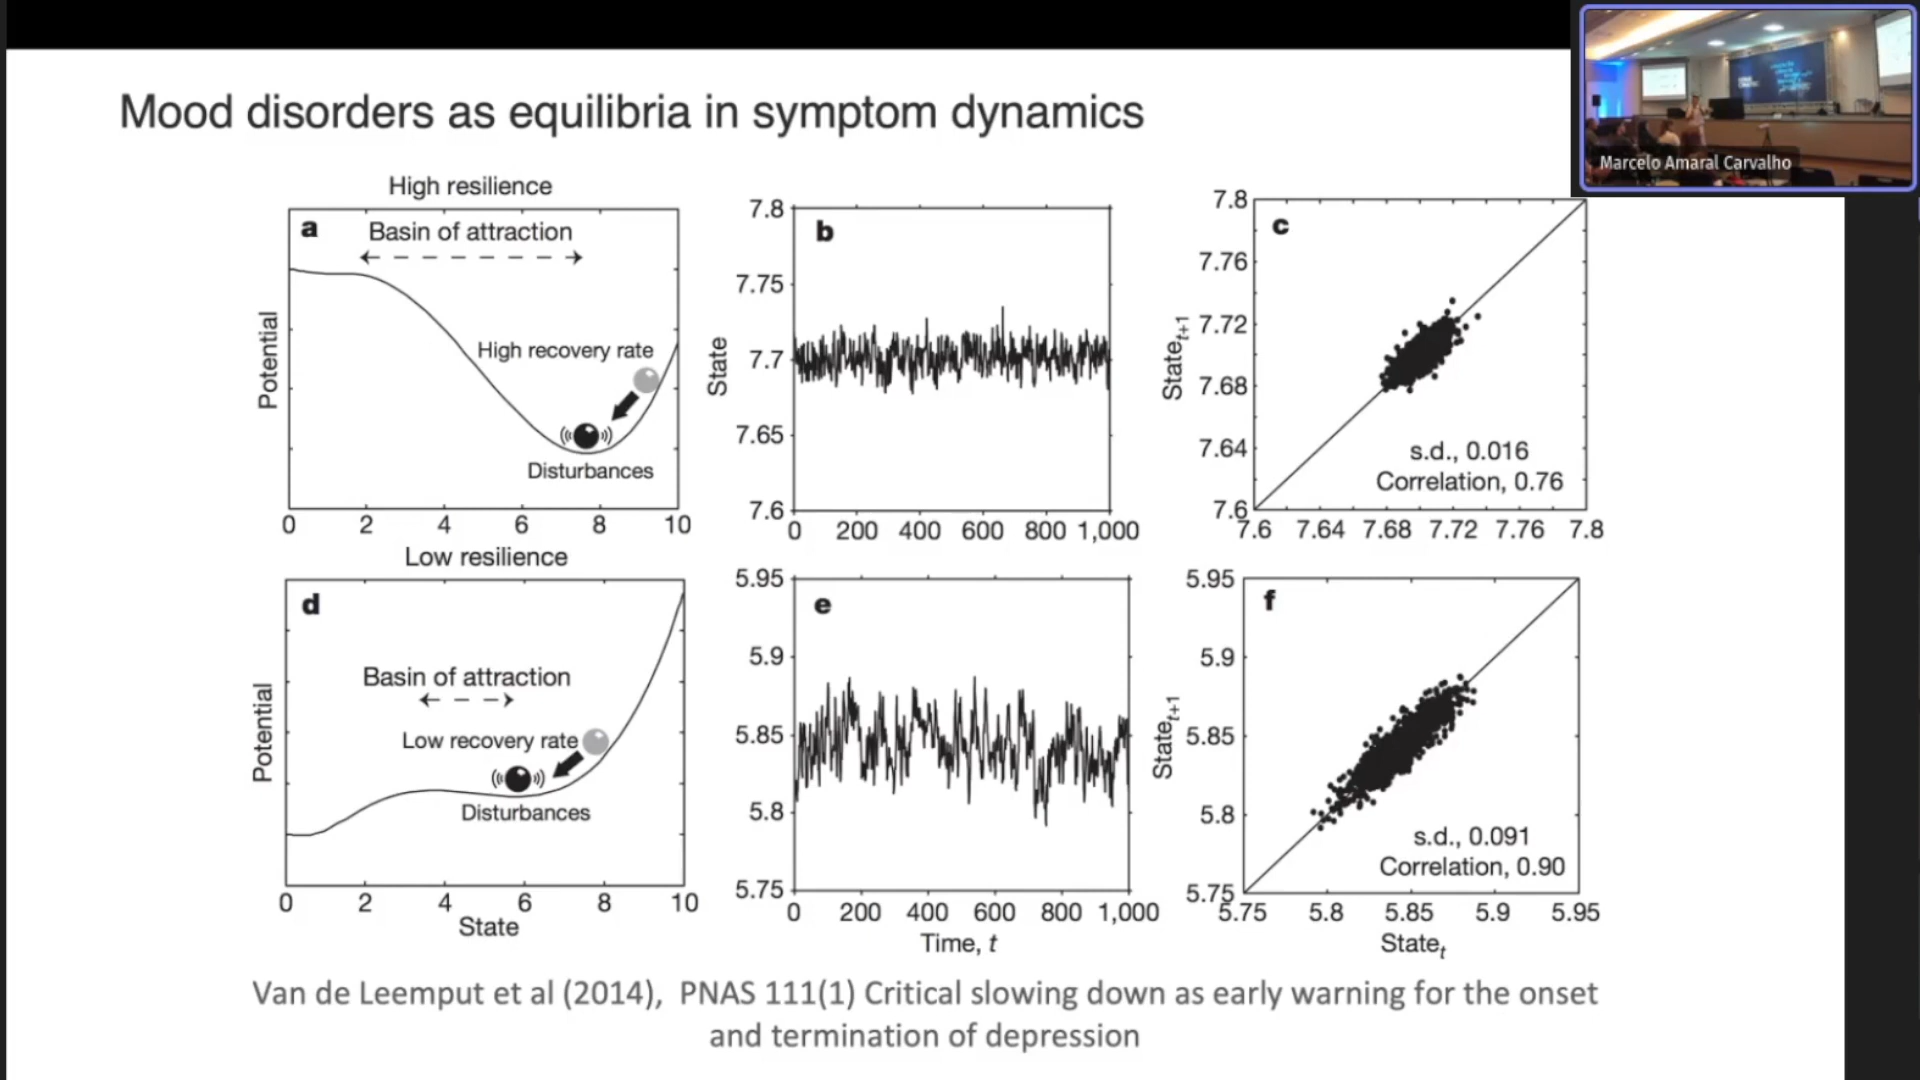 Mood disorders as equilibria in symptom dynamics
Marcelo Amaral Carvalho
High resilience
a
Basin of attraction
High recovery rate
Disturbances
Potential
0 2 4 6 8 10
b
7.8
7.75
7.7
7.65
7.6
State
0 200 400 600 800 1,000
c
7.8
7.76
7.72
7.68
7.64
7.6
State t+1
s.d., 0.016
Correlation, 0.76
7.6 7.64 7.68 7.72 7.76 7.8
Low resilience
d
Basin of attraction
Low recovery rate
Disturbances
Potential
0 2 4 6 8 10
State
e
5.95
5.9
5.85
5.8
5.75
0 200 400 600 800 1,000
Time, t
f
5.95
5.9
5.85
5.8
5.75
State t+1
s.d., 0.091
Correlation, 0.90
5.75 5.8 5.85 5.9 5.95
State t
Van de Leemput et al (2014), PNAS 111(1) Critical slowing down as early warning for the onset
and termination of depression